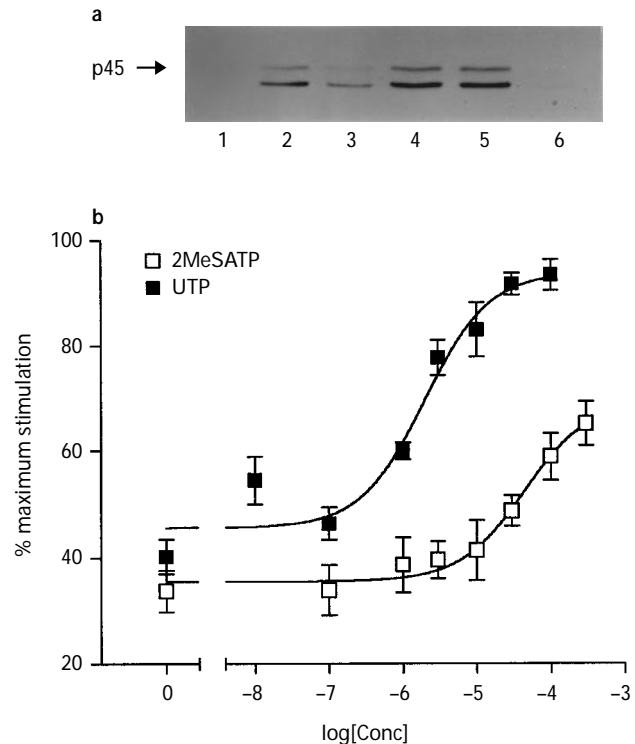 a
p45
1 2 3 4 5 6
b
100
80
60
40
20
% maximum stimulation
2MeSATP
UTP
0 −8 −7 −6 −5 −4 −3
log[Conc]